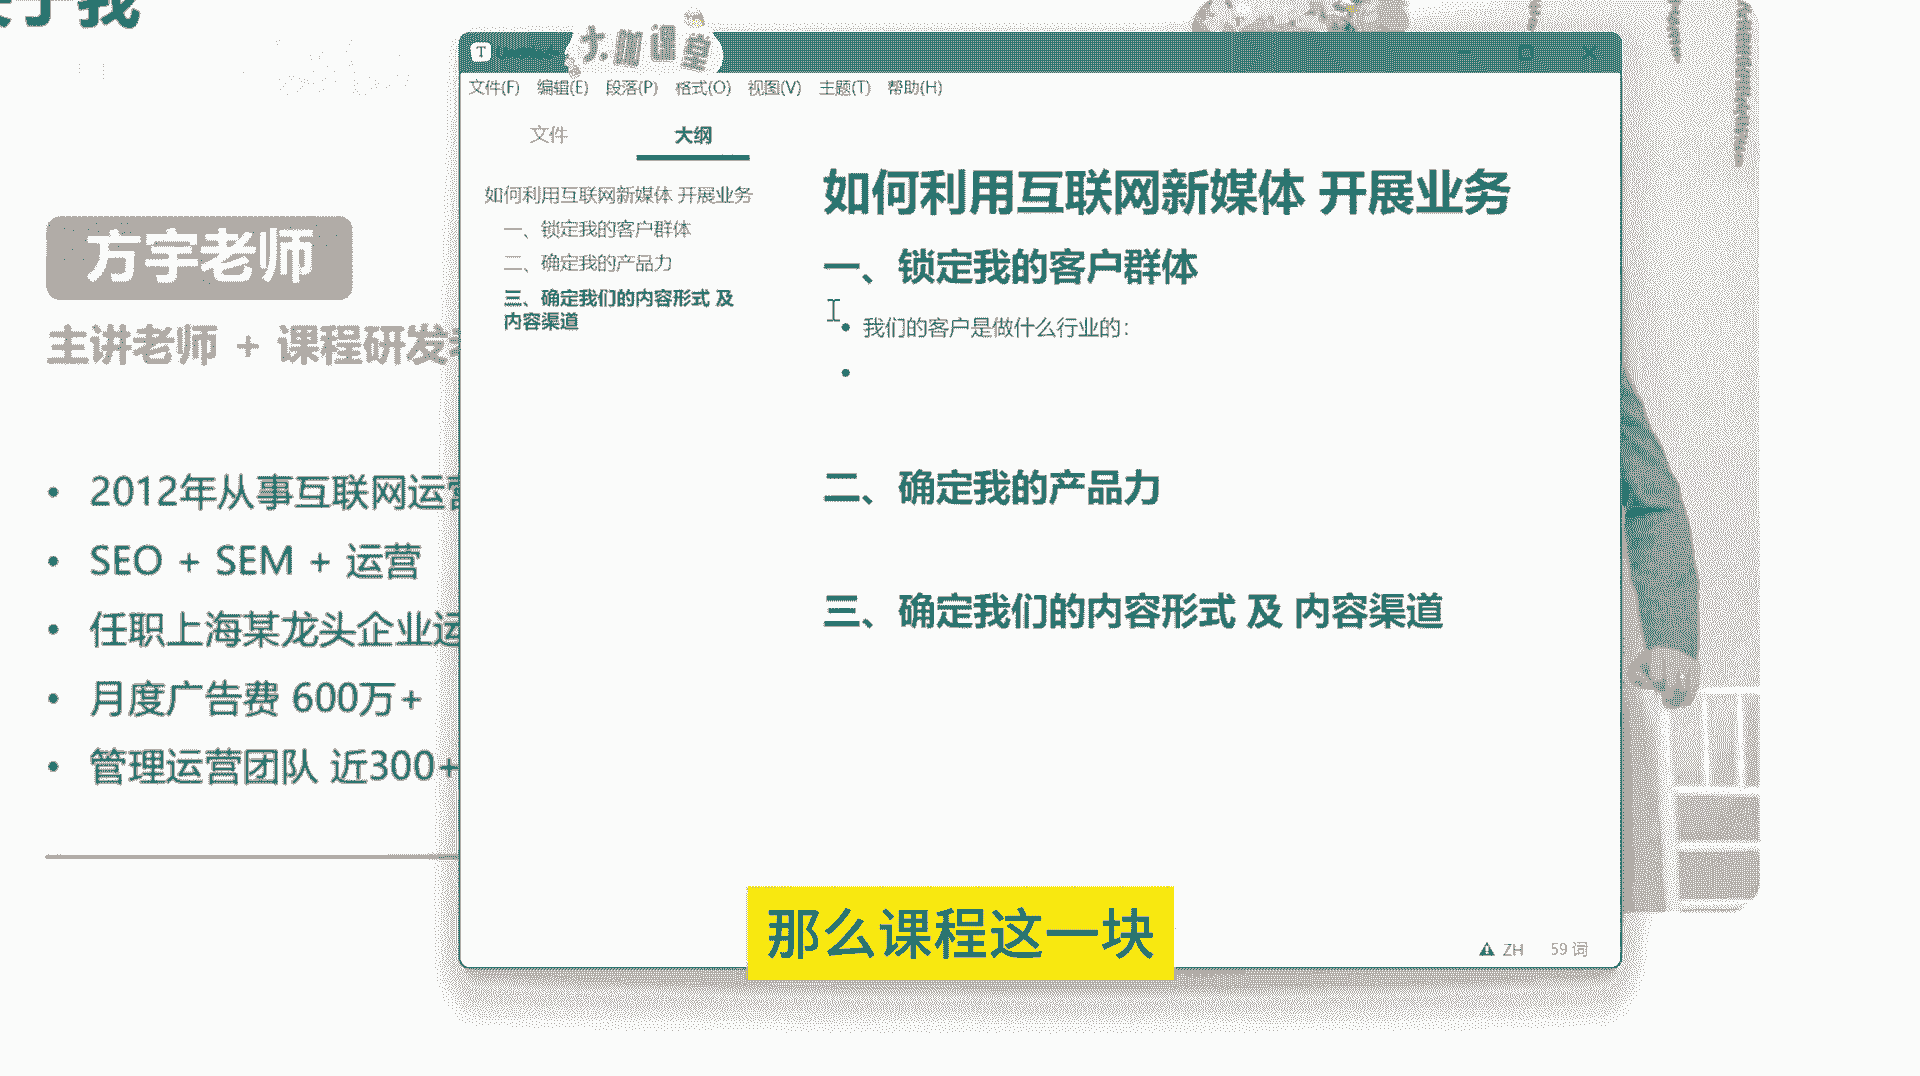 于我
方宇老师
主讲老师 + 课程研发
2012年从事互联网运营
SEO + SEM + 运营
任职上海某龙头企业运
月度广告费 600万+
管理运营团队 近300+
大咖课堂
T
文件(F) 编辑(E) 段落(P) 格式(O) 视图(V) 主题(T) 帮助(H)
文件 大纲
如何利用互联网新媒体 开展业务
一、锁定我的客户群体
二、确定我的产品力
三、确定我们的内容形式 及
内容渠道
如何利用互联网新媒体 开展业务
一、锁定我的客户群体
我们的客户是做什么行业的:
二、确定我的产品力
三、确定我们的内容形式 及 内容渠道
ZH 59 词
那么课程这一块